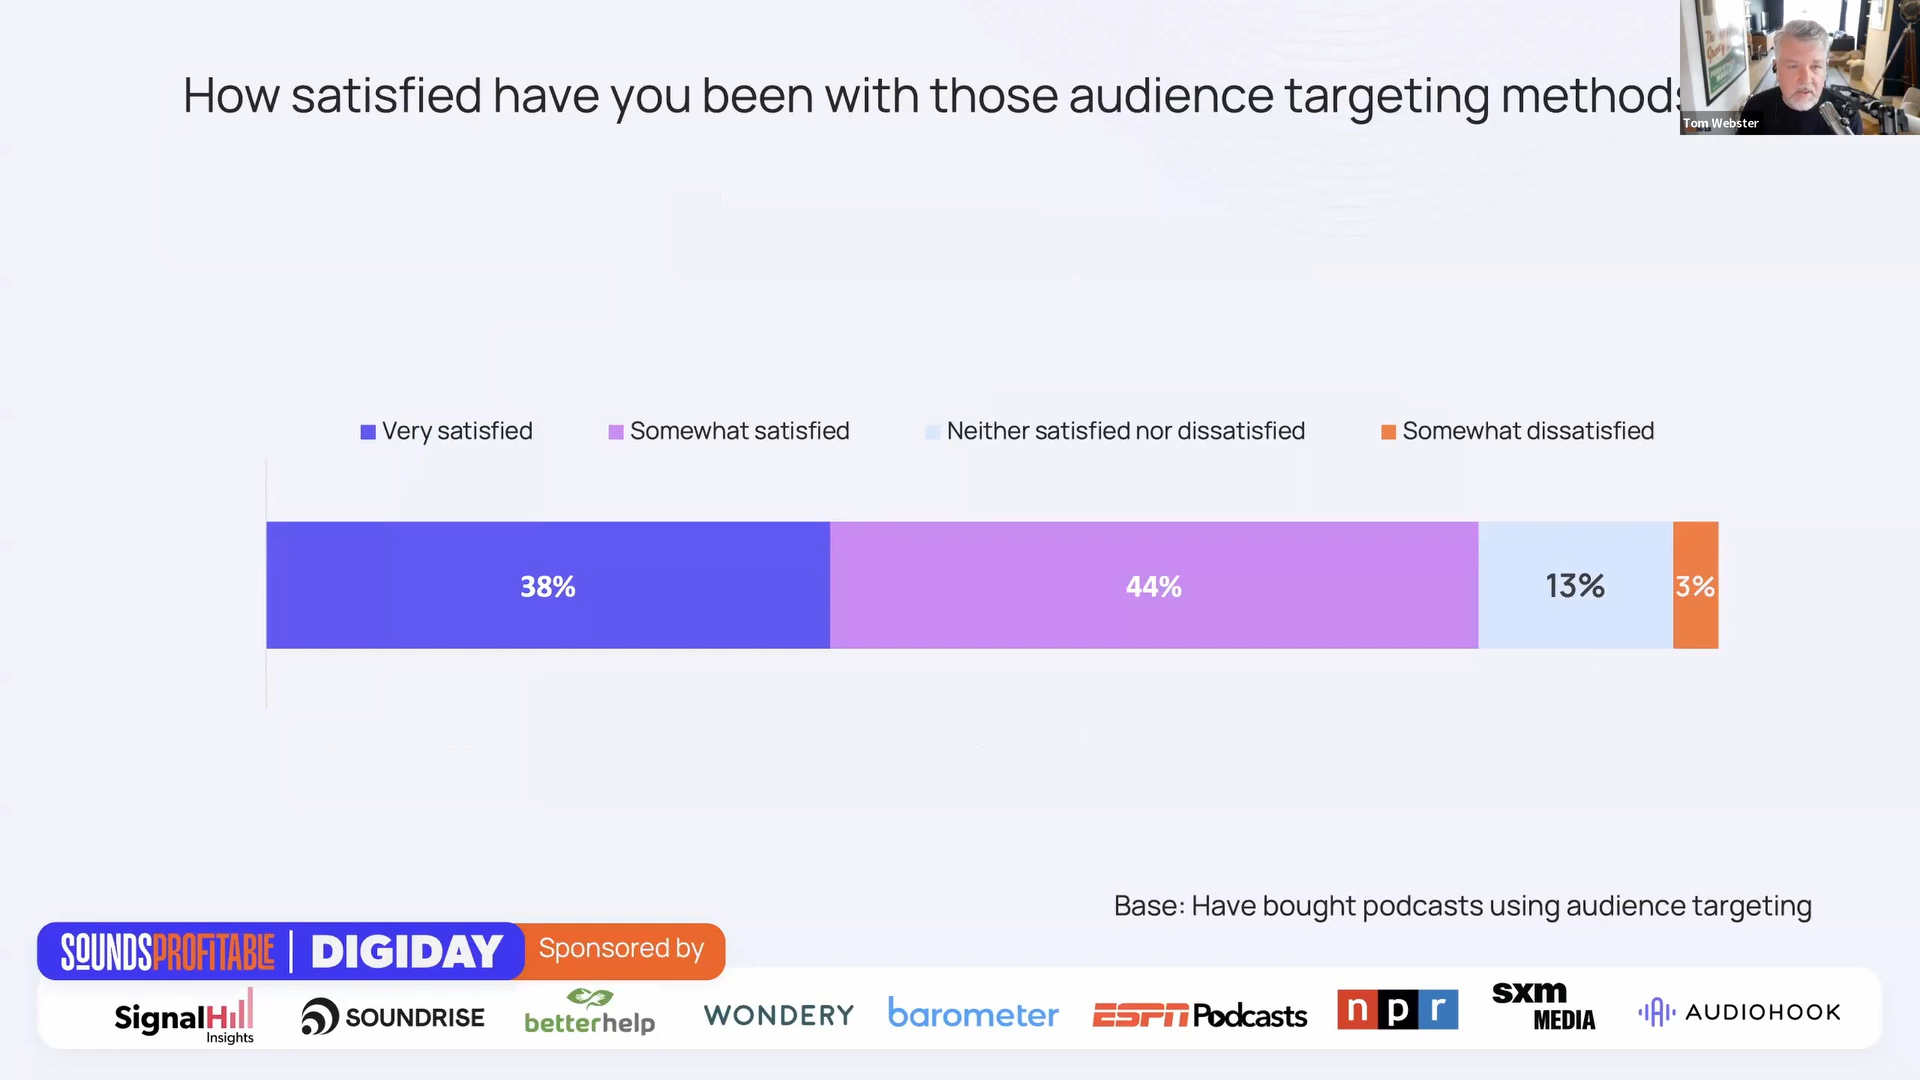 How satisfied have you been with those audience targeting methods
Tom Webster
Very satisfied
Somewhat satisfied
Neither satisfied nor dissatisfied
Somewhat dissatisfied
38%
44%
13%
3%
Base: Have bought podcasts using audience targeting
SOUNDSPROFITABLE | DIGIDAY
Sponsored by
SignalHill
Insights
SOUNDRISE
betterhelp
WONDERY
barometer
ESPN Podcasts
npr
sxm
MEDIA
AUDIOHOOK